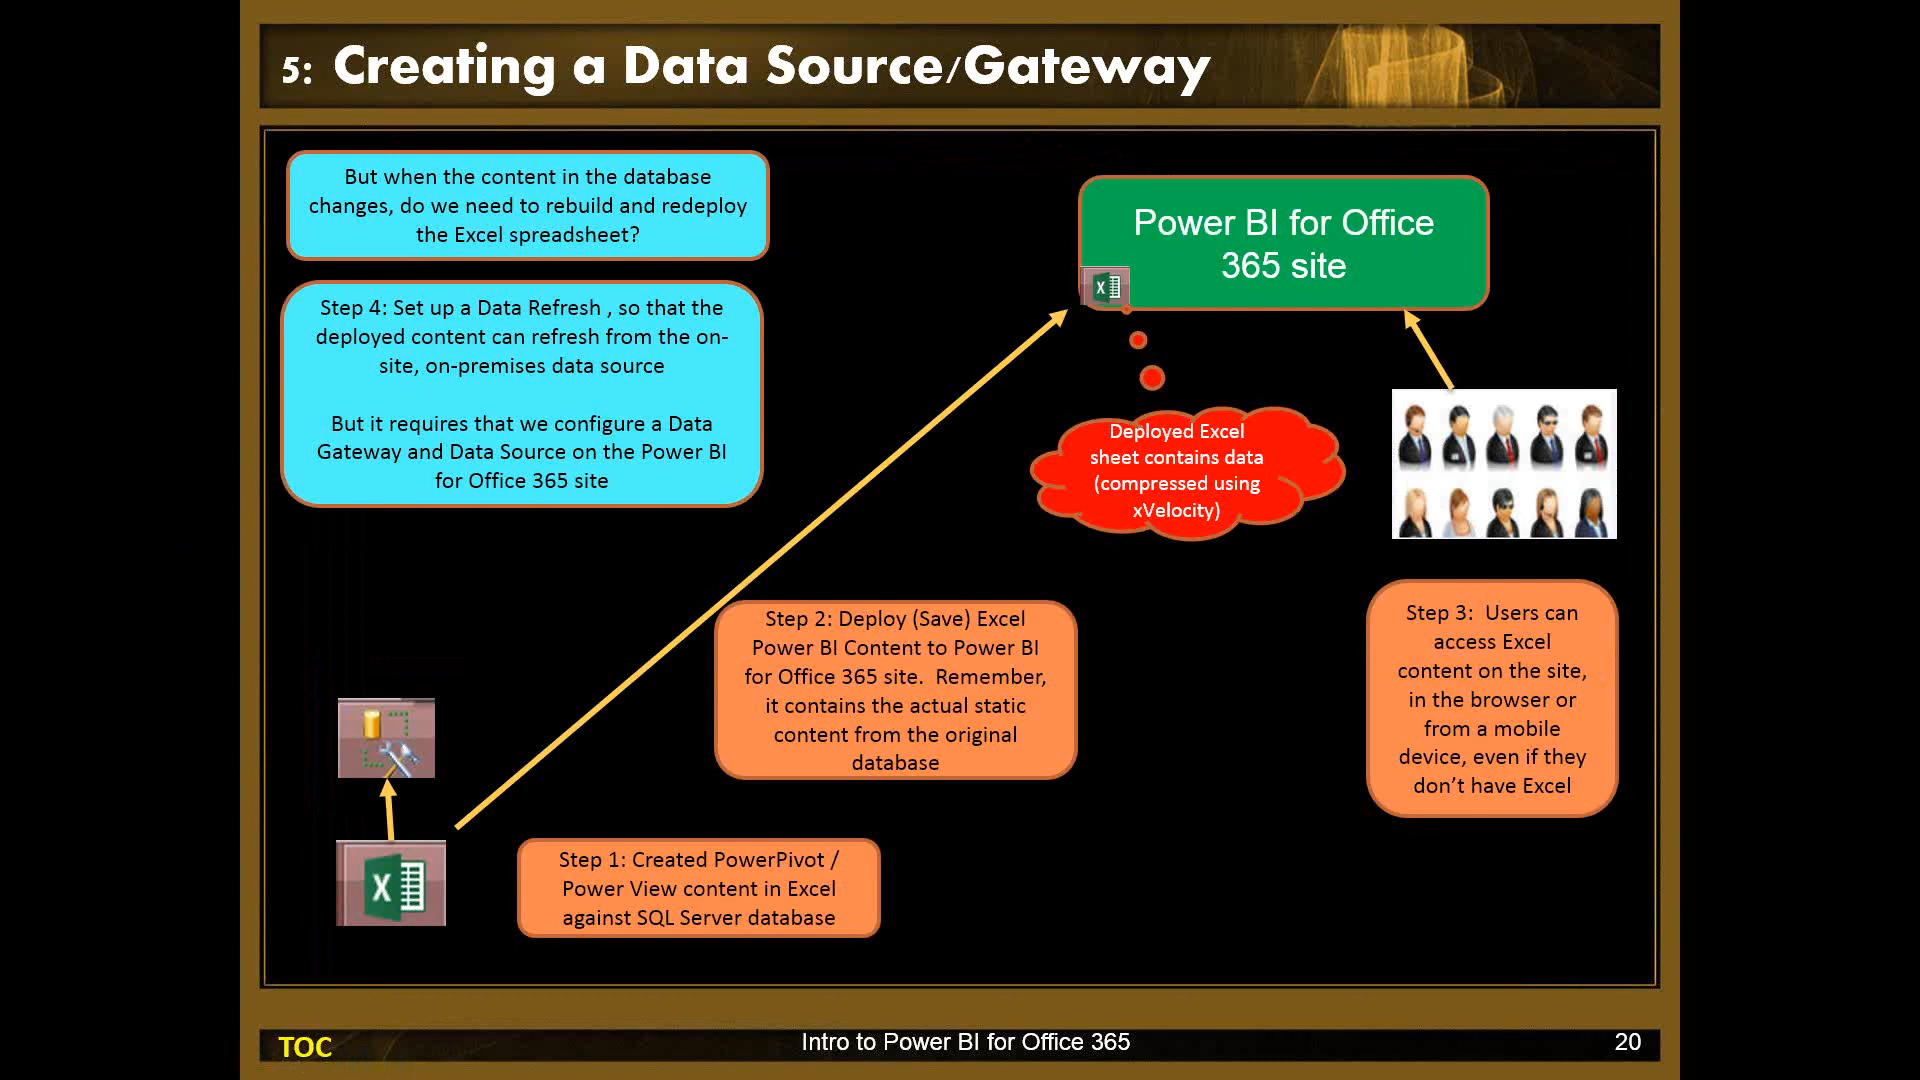 5: Creating a Data Source/Gateway
But when the content in the database
changes, do we need to rebuild and redeploy
the Excel spreadsheet?
Step 4: Set up a Data Refresh , so that the
deployed content can refresh from the on-
site, on-premises data source
But it requires that we configure a Data
Gateway and Data Source on the Power BI
for Office 365 site
Power BI for Office
365 site
Deployed Excel
sheet contains data
(compressed using
xVelocity)
Step 2: Deploy (Save) Excel
Power BI Content to Power BI
for Office 365 site.  Remember,
it contains the actual static
content from the original
database
Step 3:  Users can
access Excel
content on the site,
in the browser or
from a mobile
device, even if they
don’t have Excel
Step 1: Created PowerPivot /
Power View content in Excel
against SQL Server database
TOC
Intro to Power BI for Office 365
20